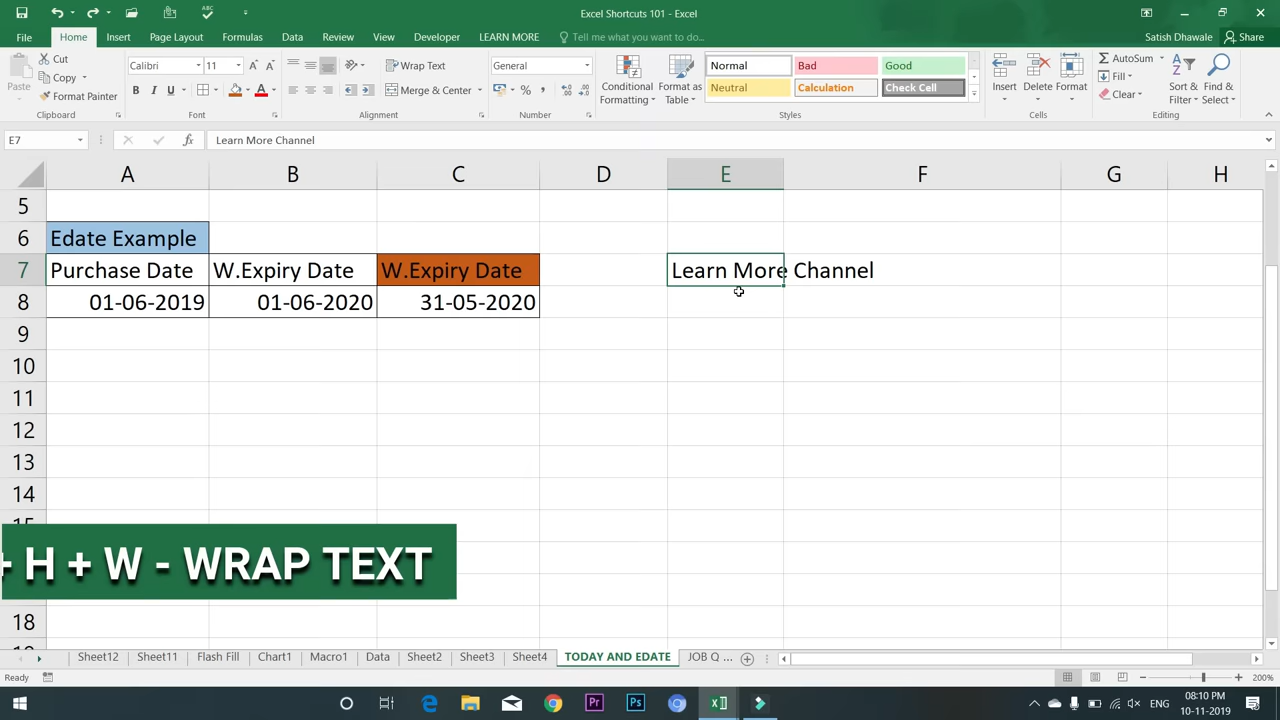 Excel Shortcuts 101 - Excel
File Home Insert Page Layout Formulas Data Review View Developer LEARN MORE Tell me what you want to do... Satish Dhawale Share
Paste Cut Copy Format Painter
Calibri 11
B I U A
Wrap Text
Merge & Center
General
% ,
Conditional Formatting
Format as Table
Normal Bad Good
Neutral Calculation Check Cell
Insert Delete Format
AutoSum
Fill
Clear
Sort & Filter
Find & Select
Clipboard Font Alignment Number Styles Cells Editing
E7 fx Learn More Channel
A B C D E F G H
5
6 Edate Example
7 Purchase Date W.Expiry Date W.Expiry Date Learn More Channel
8 01-06-2019 01-06-2020 31-05-2020
9
10
11
12
13
14
15
+ H + W - WRAP TEXT
18
Sheet12 Sheet11 Flash Fill Chart1 Macro1 Data Sheet2 Sheet3 Sheet4 TODAY AND EDATE JOB Q ...
Ready 200%
Pr Ps ENG 08:10 PM
10-11-2019